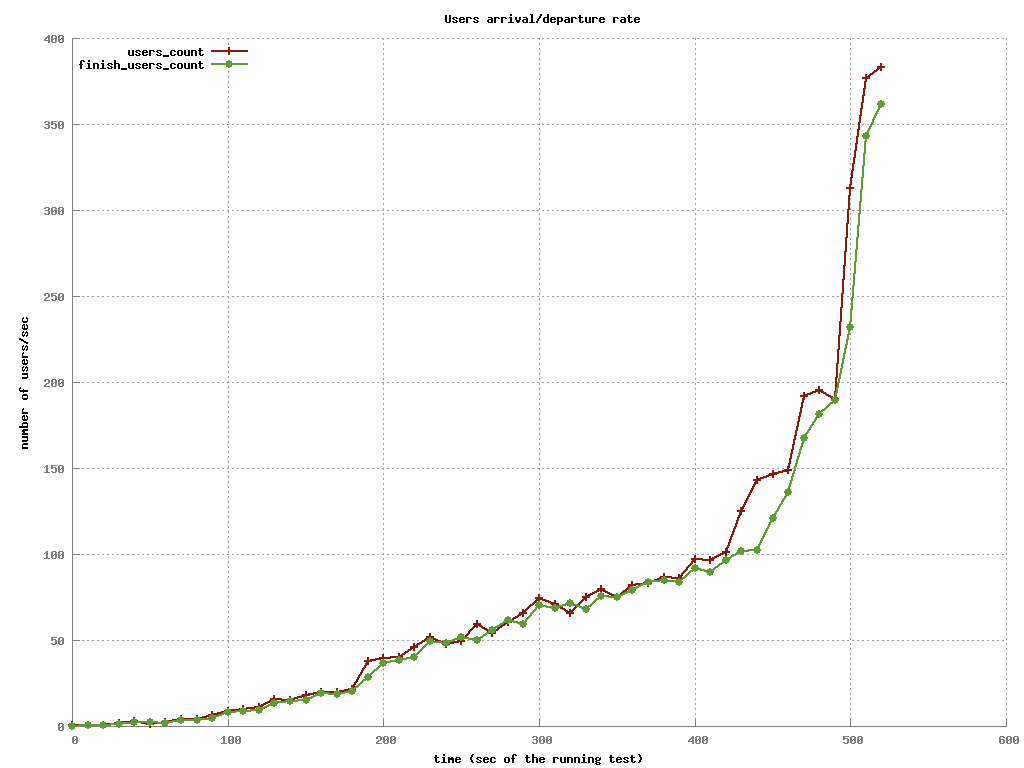 Users arrival/departure rate
400
users_count
finish_users_count
350
300
250
200
150
100
50
0
number of users/sec
0 100 200 300 400 500 600
time (sec of the running test)